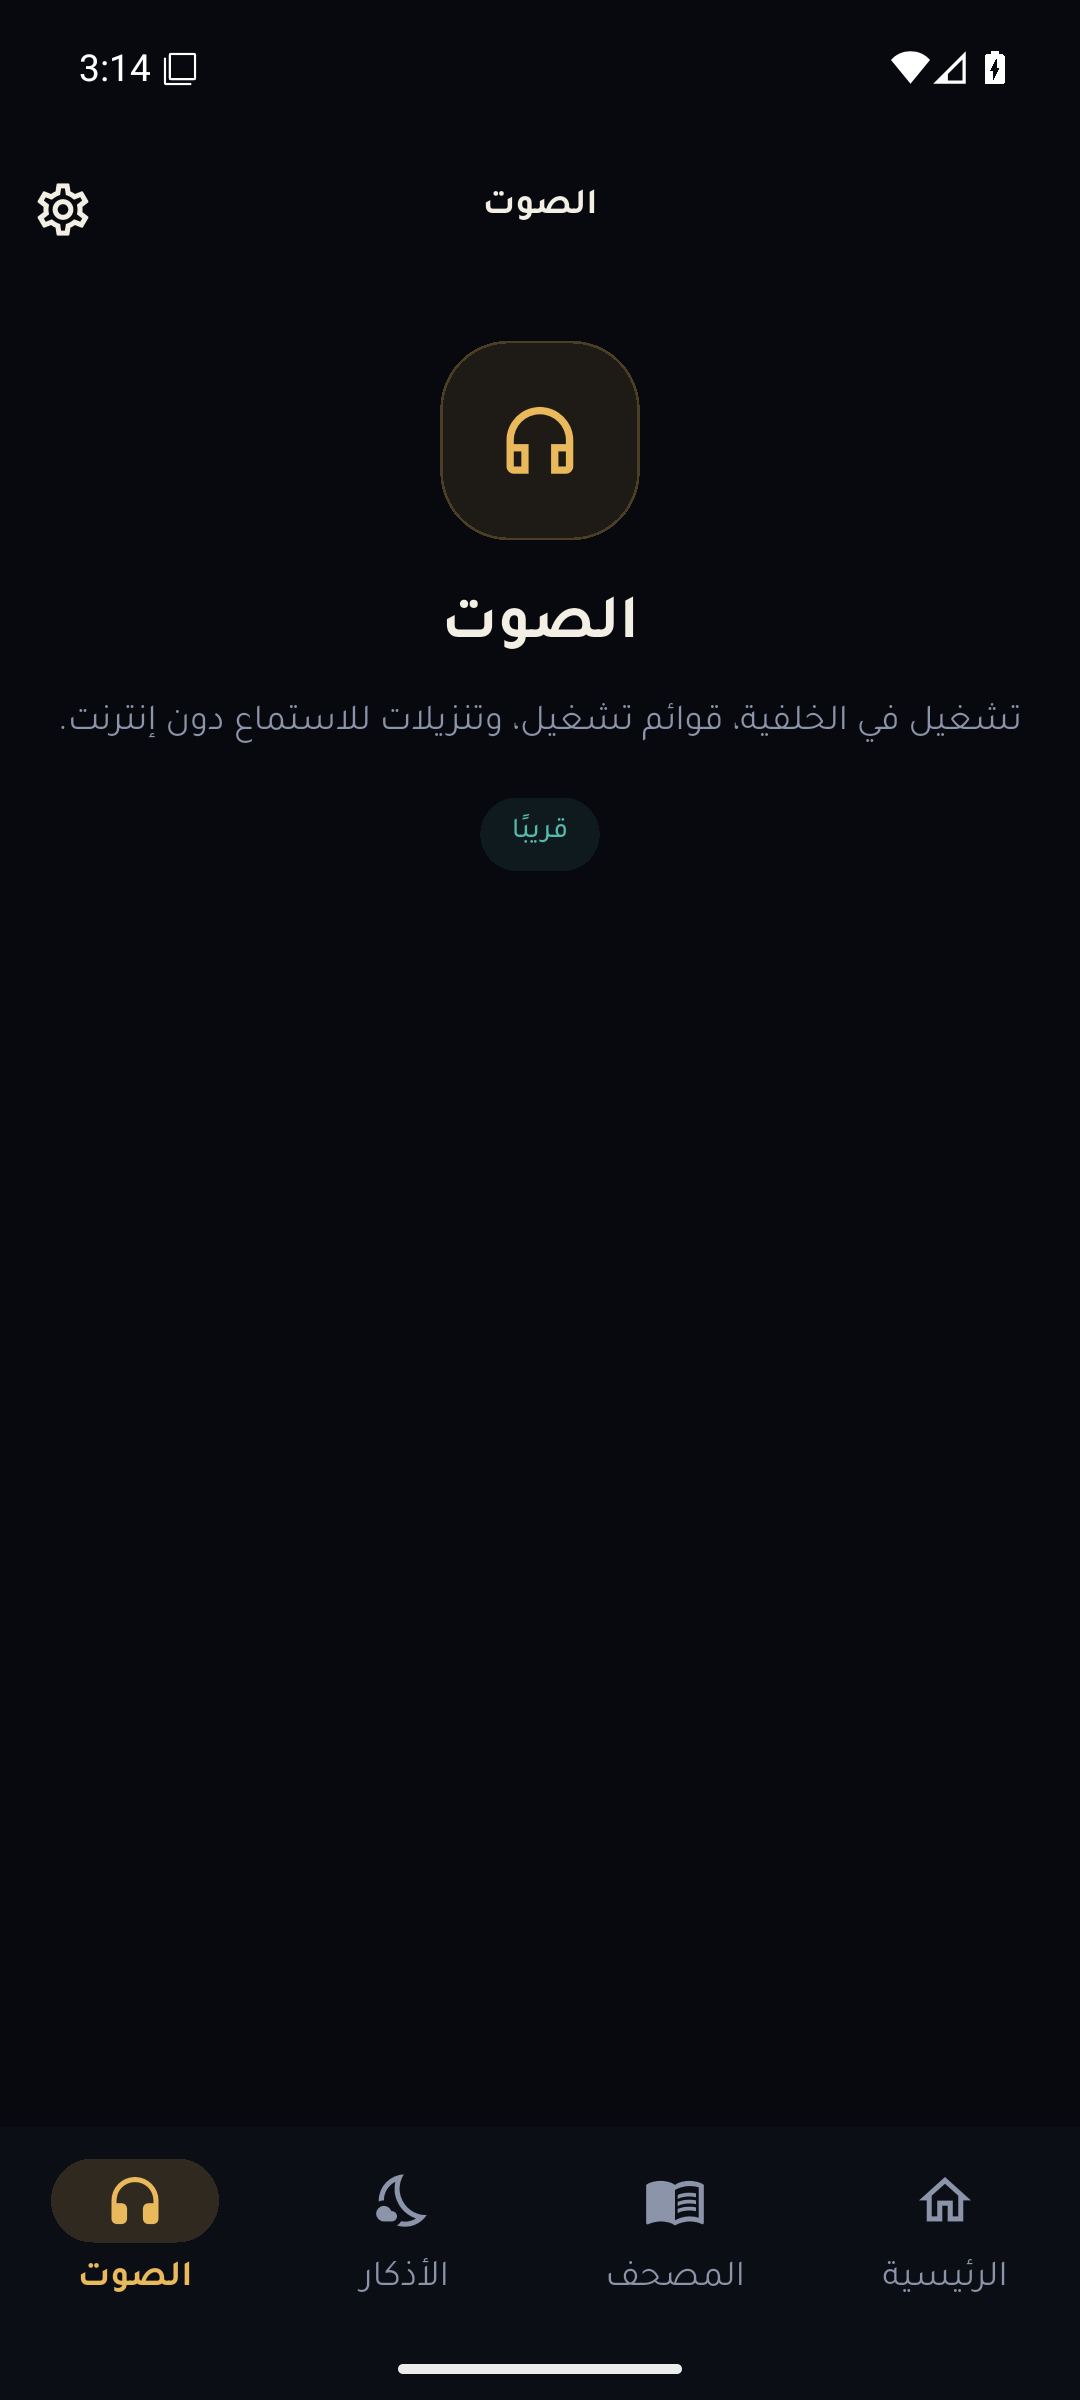 3:14
الصوت
الصوت
تشغيل في الخلفية، قوائم تشغيل، وتنزيلات للاستماع دون إنترنت.
قريبًا
الرئيسية
المصحف
الأذكار
الصوت